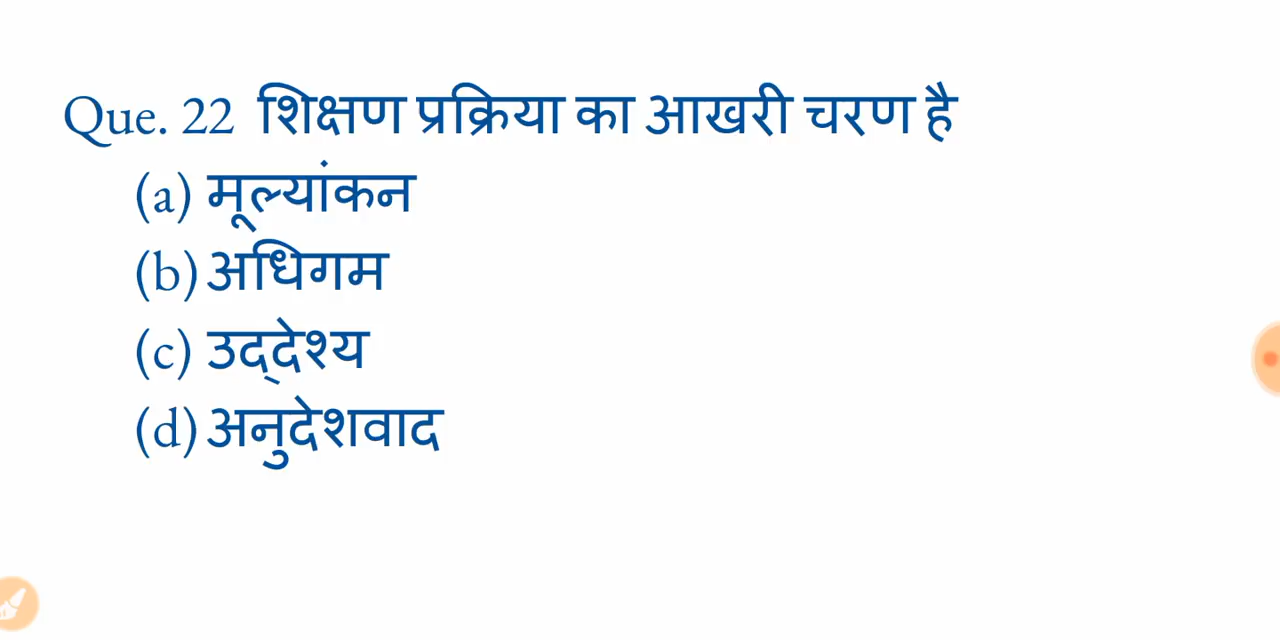 Que. 22 शिक्षण प्रक्रिया का आखरी चरण है
(a) मूल्यांकन
(b) अधिगम
(c) उद्देश्य
(d) अनुदेशवाद